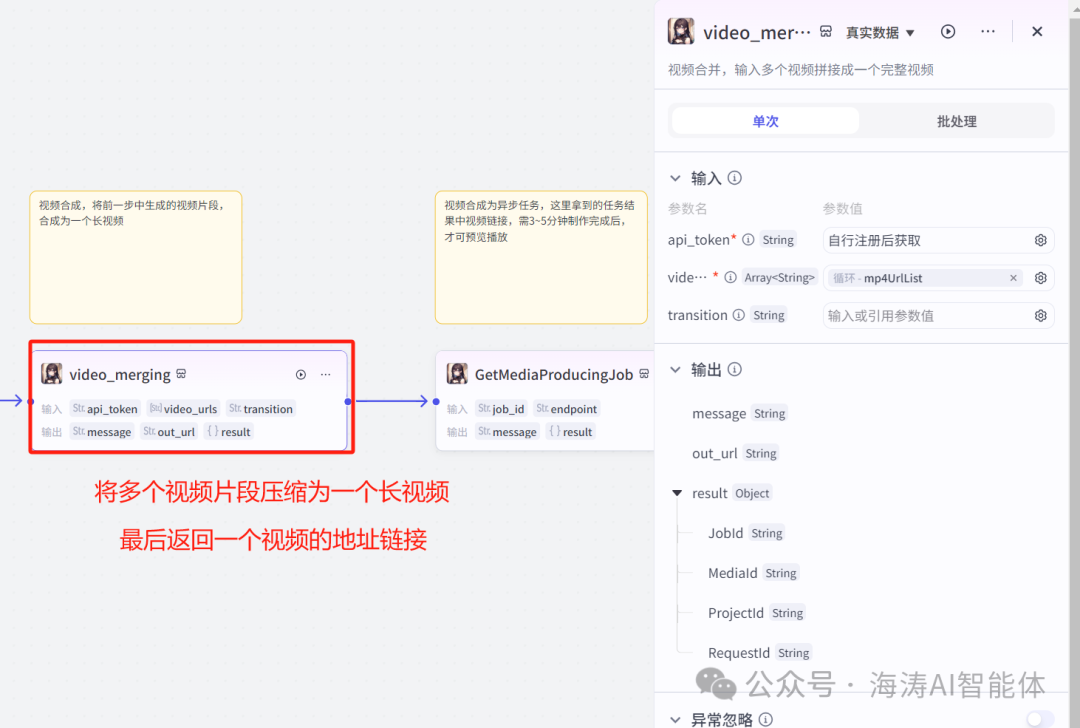 视频合成，将前一步中生成的视频片段，
合成为一个长视频
视频合成为异步任务，这里拿到的任务结
果中视频链接，需3~5分钟制作完成后，
才可预览播放
video_merging
输入 Str. api_token [str] video_urls Str. transition
输出 Str. message Str. out_url { } result
GetMediaProducingJob
输入 Str. job_id Str. endpoint
输出 Str. message { } result
将多个视频片段压缩为一个长视频
最后返回一个视频的地址链接
video_mer··· 真实数据
视频合并，输入多个视频拼接成一个完整视频
单次 批处理
输入
参数名 参数值
api_token* String 自行注册后获取
vide··· * Array<String> 循环 - mp4UrlList
transition String 输入或引用参数值
输出
message String
out_url String
result Object
JobId String
MediaId String
ProjectId String
RequestId String
公众号 · 海涛AI智能体
异常忽略